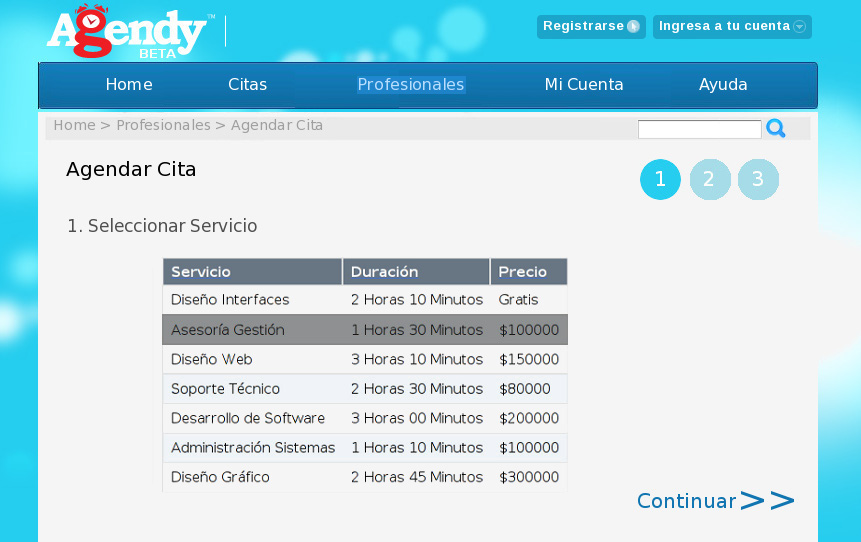 Agendy™
BETA
Registrarse Ingresa a tu cuenta
Home Citas Profesionales Mi Cuenta Ayuda
Home > Profesionales > Agendar Cita
Agendar Cita 1 2 3
1. Seleccionar Servicio
Servicio Duración Precio
Diseño Interfaces 2 Horas 10 Minutos Gratis
Asesoría Gestión 1 Horas 30 Minutos $100000
Diseño Web 3 Horas 10 Minutos $150000
Soporte Técnico 2 Horas 30 Minutos $80000
Desarrollo de Software 3 Horas 00 Minutos $200000
Administración Sistemas 1 Horas 10 Minutos $100000
Diseño Gráfico 2 Horas 45 Minutos $300000
Continuar >>